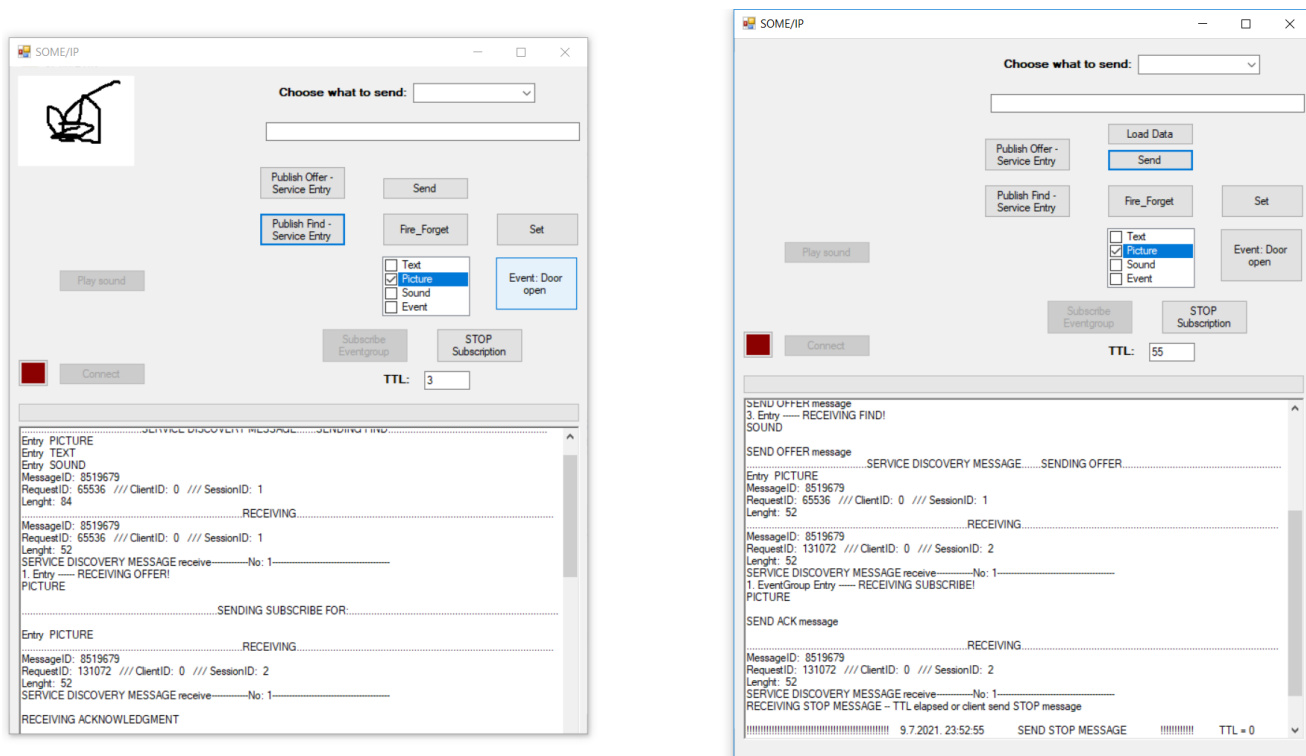 SOME/IP
Choose what to send:
Publish Offer -
Service Entry
Send
Publish Find -
Service Entry
Fire_Forget
Set
Text
Picture
Sound
Event
Event: Door
open
Play sound
Subscribe
Eventgroup
STOP
Subscription
Connect
TTL: 3
.......SERVICE DISCOVERY MESSAGE.......SENDING FIND.......
Entry PICTURE
Entry TEXT
Entry SOUND
MessageID: 8519679
RequestID: 65536 /// ClientID: 0 /// SessionID: 1
Lenght: 84
.......RECEIVING.......
MessageID: 8519679
RequestID: 65536 /// ClientID: 0 /// SessionID: 1
Lenght: 52
SERVICE DISCOVERY MESSAGE receive------------No: 1--------------------------------------
1. Entry ----- RECEIVING OFFER!
PICTURE
.......SENDING SUBSCRIBE FOR:.......
Entry PICTURE
.......RECEIVING.......
MessageID: 8519679
RequestID: 131072 /// ClientID: 0 /// SessionID: 2
Lenght: 52
SERVICE DISCOVERY MESSAGE receive------------No: 1--------------------------------------
RECEIVING ACKNOWLEDGMENT
SOME/IP
Choose what to send:
Load Data
Publish Offer -
Service Entry
Send
Publish Find -
Service Entry
Fire_Forget
Set
Text
Picture
Sound
Event
Event: Door
open
Play sound
Subscribe
Eventgroup
STOP
Subscription
Connect
TTL: 55
SEND OFFER message
3. Entry ----- RECEIVING FIND!
SOUND
SEND OFFER message
.......SERVICE DISCOVERY MESSAGE.......SENDING OFFER.......
Entry PICTURE
MessageID: 8519679
RequestID: 65536 /// ClientID: 0 /// SessionID: 1
Lenght: 52
.......RECEIVING.......
MessageID: 8519679
RequestID: 131072 /// ClientID: 0 /// SessionID: 2
Lenght: 52
SERVICE DISCOVERY MESSAGE receive------------No: 1--------------------------------------
1. EventGroup Entry ----- RECEIVING SUBSCRIBE!
PICTURE
SEND ACK message
.......RECEIVING.......
MessageID: 8519679
RequestID: 131072 /// ClientID: 0 /// SessionID: 2
Lenght: 52
SERVICE DISCOVERY MESSAGE receive------------No: 1--------------------------------------
RECEIVING STOP MESSAGE -- TTL elapsed or client send STOP message
!!!!!!!!!!!!!!!!!!!!!!!!!!!!!!!!!!!!!!!!!!!!!!!! 9.7.2021. 23:52:55 SEND STOP MESSAGE !!!!!!!!!!!! TTL = 0